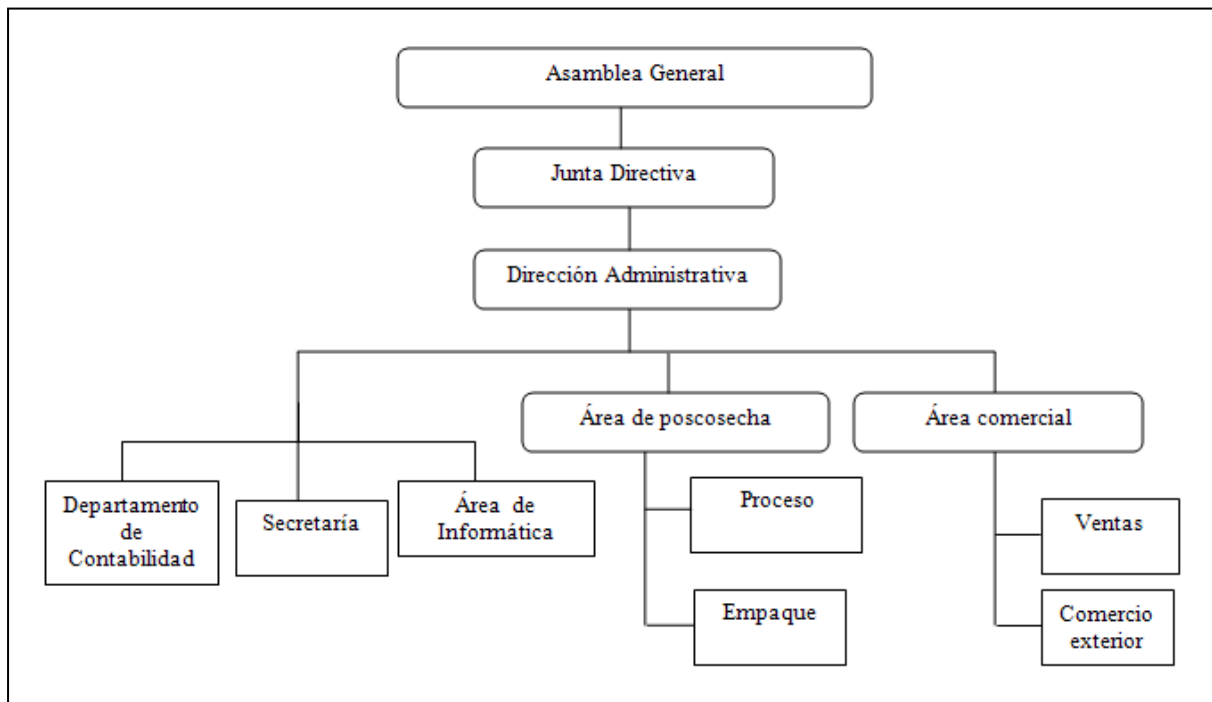 Asamblea General
Junta Directiva
Dirección Administrativa
Área de poscosecha
Área comercial
Departamento
de
Contabilidad
Secretaría
Área de
Informática
Proceso
Ventas
Empaque
Comercio
exterior